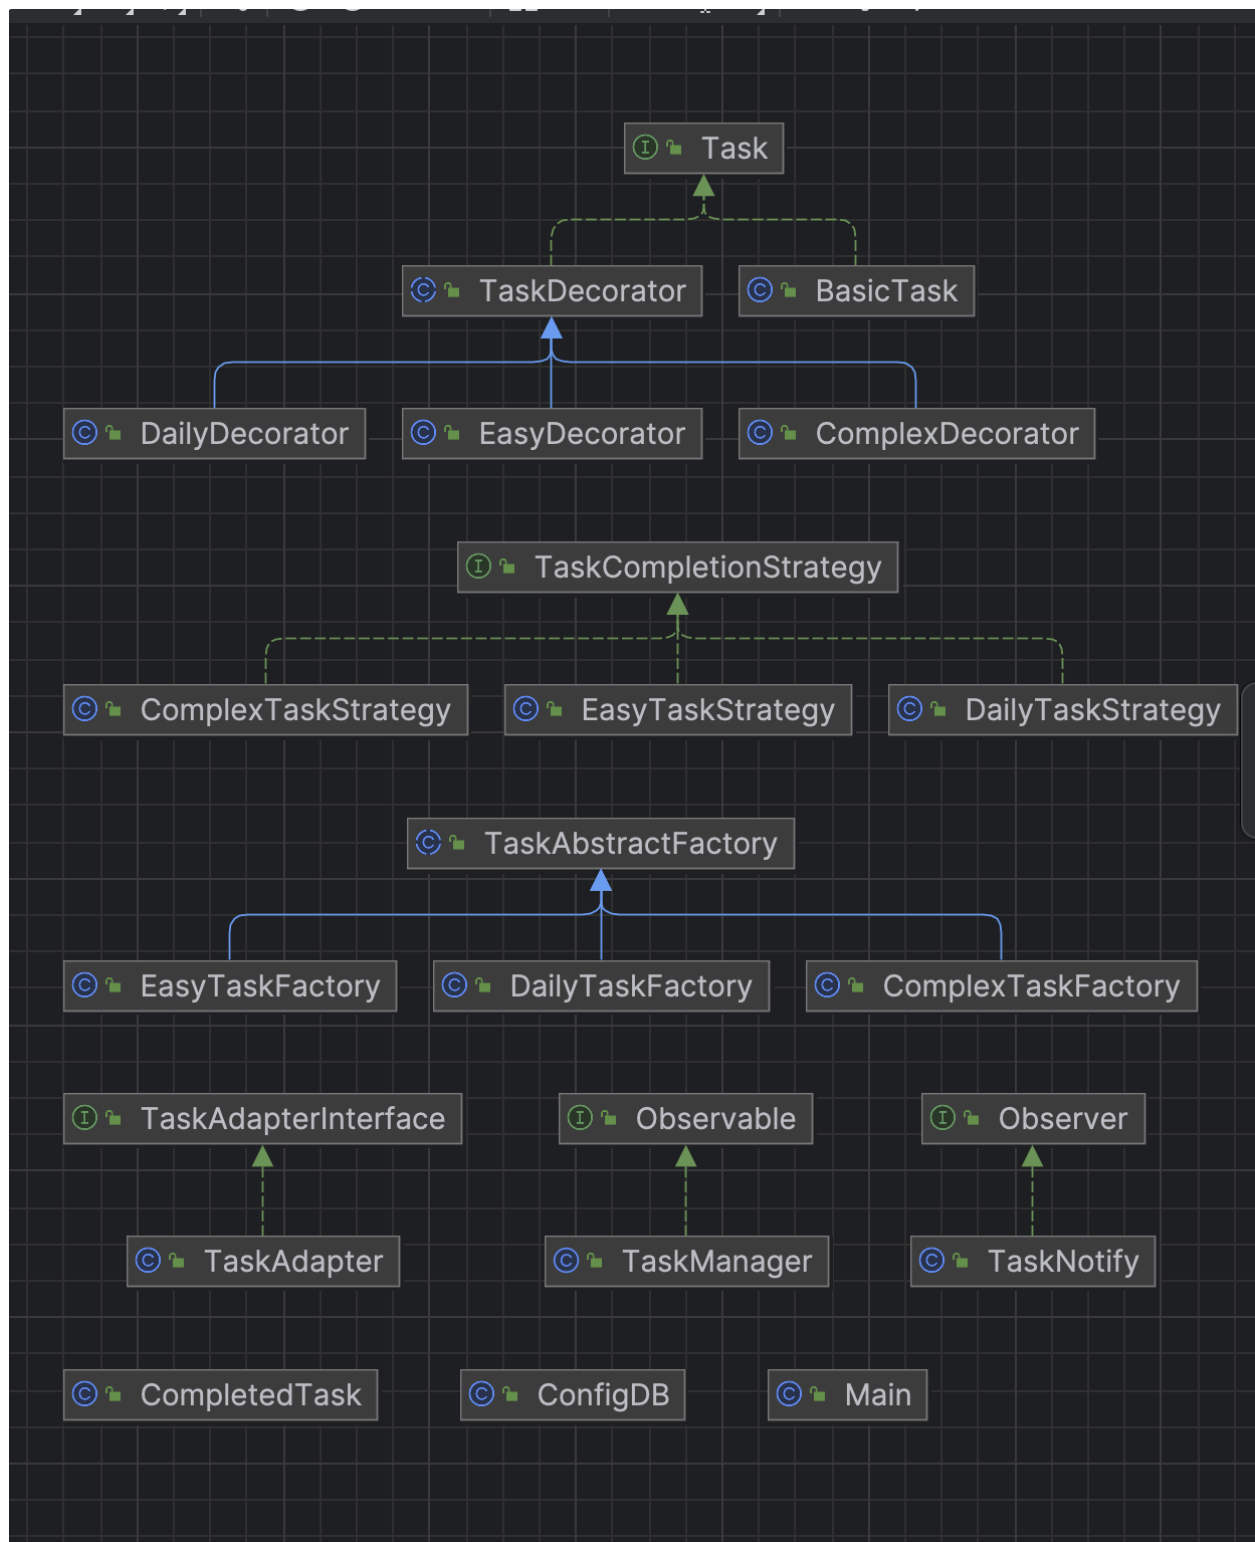 Task
TaskDecorator BasicTask
DailyDecorator EasyDecorator ComplexDecorator
TaskCompletionStrategy
ComplexTaskStrategy EasyTaskStrategy DailyTaskStrategy
TaskAbstractFactory
EasyTaskFactory DailyTaskFactory ComplexTaskFactory
TaskAdapterInterface Observable Observer
TaskAdapter TaskManager TaskNotify
CompletedTask ConfigDB Main